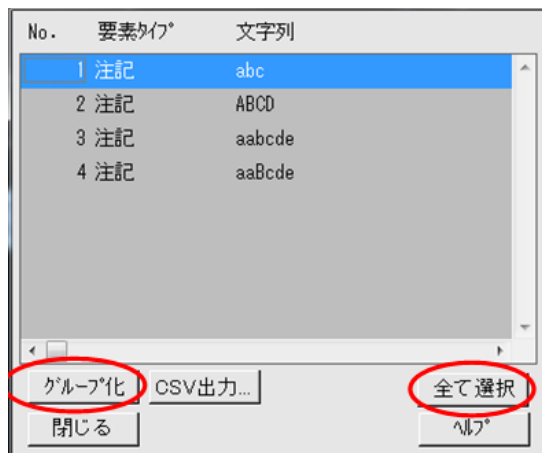 No. 要素ﾀｲﾌﾟ 文字列
1 注記 abc
2 注記 ABCD
3 注記 aabcde
4 注記 aaBcde
ｸﾞﾙｰﾌﾟ化 CSV出力... 全て選択
閉じる ﾍﾙﾌﾟ